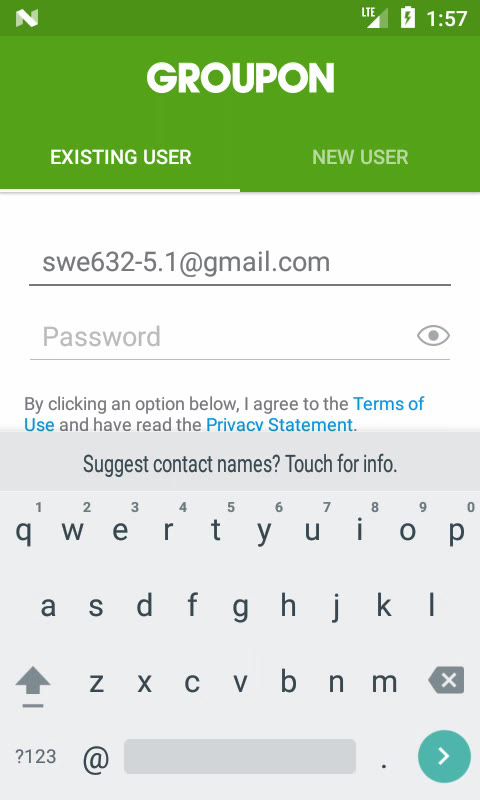 LTE 1:57
GROUPON
EXISTING USER NEW USER
swe632-5.1@gmail.com
Password
By clicking an option below, I agree to the Terms of
Use and have read the Privacy Statement.
Suggest contact names? Touch for info.
1 2 3 4 5 6 7 8 9 0
q w e r t y u i o p
a s d f g h j k l
z x c v b n m
?123 @ .